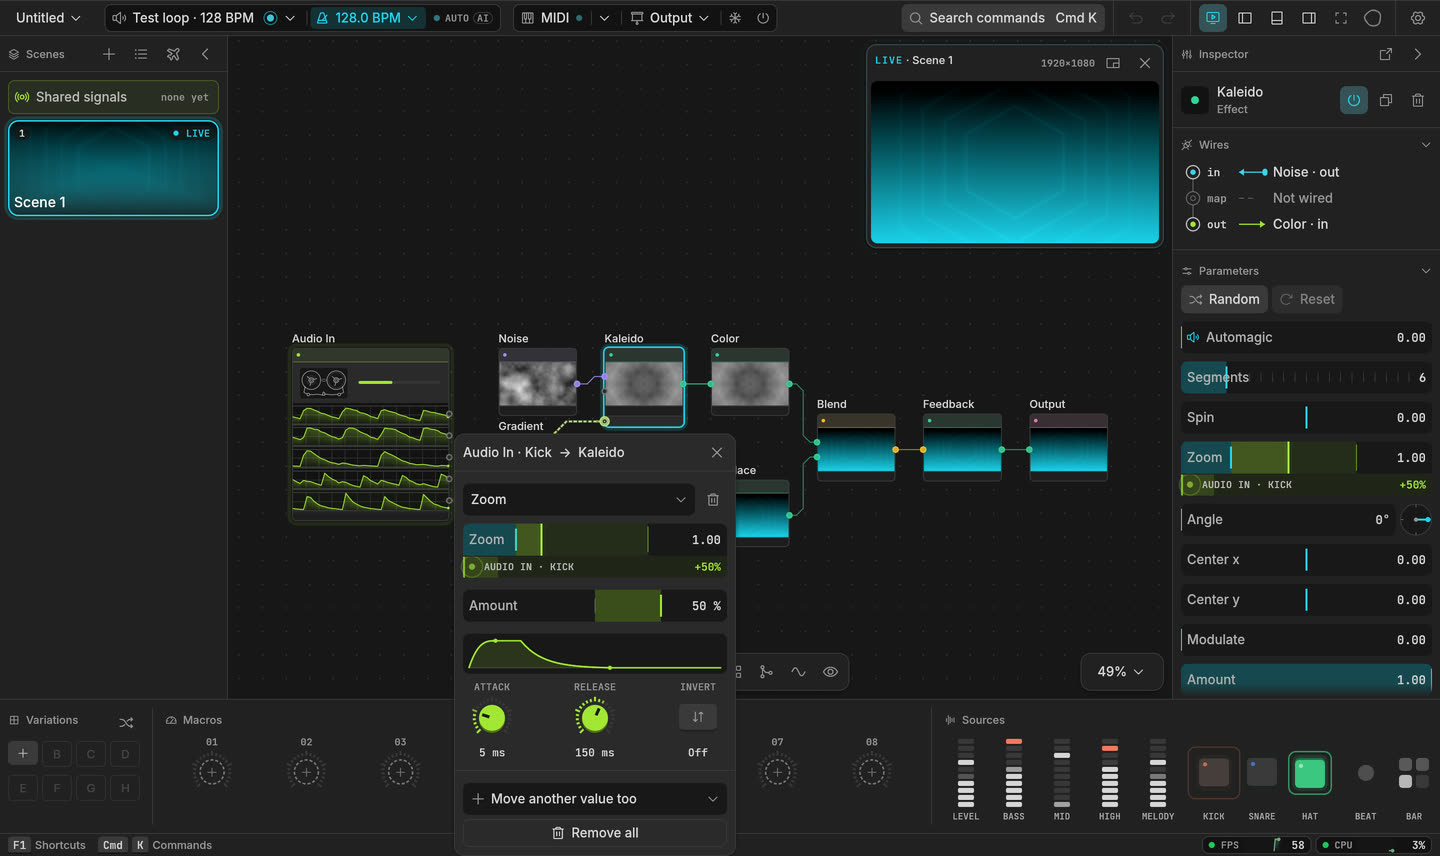 Untitled
Test loop · 128 BPM
128.0 BPM
AUTO AI
MIDI
Output
Search commands Cmd K
Scenes
Shared signals none yet
1 LIVE
Scene 1
LIVE · Scene 1 1920×1080
Audio In
Noise
Kaleido
Color
Gradient
Blend
Feedback
Output
lace
Audio In · Kick → Kaleido
Zoom
Zoom 1.00
AUDIO IN · KICK +50%
Amount 50 %
ATTACK RELEASE INVERT
5 ms 150 ms Off
Move another value too
Remove all
49%
Inspector
Kaleido
Effect
Wires
in Noise · out
map Not wired
out Color · in
Parameters
Random Reset
Automagic 0.00
Segments 6
Spin 0.00
Zoom 1.00
AUDIO IN · KICK +50%
Angle 0°
Center x 0.00
Center y 0.00
Modulate 0.00
Amount 1.00
Variations
B C D
E F G H
Macros
01 02 03 07 08
Sources
LEVEL BASS MID HIGH MELODY KICK SNARE HAT BEAT BAR
F1 Shortcuts Cmd K Commands
FPS 58 CPU 3%